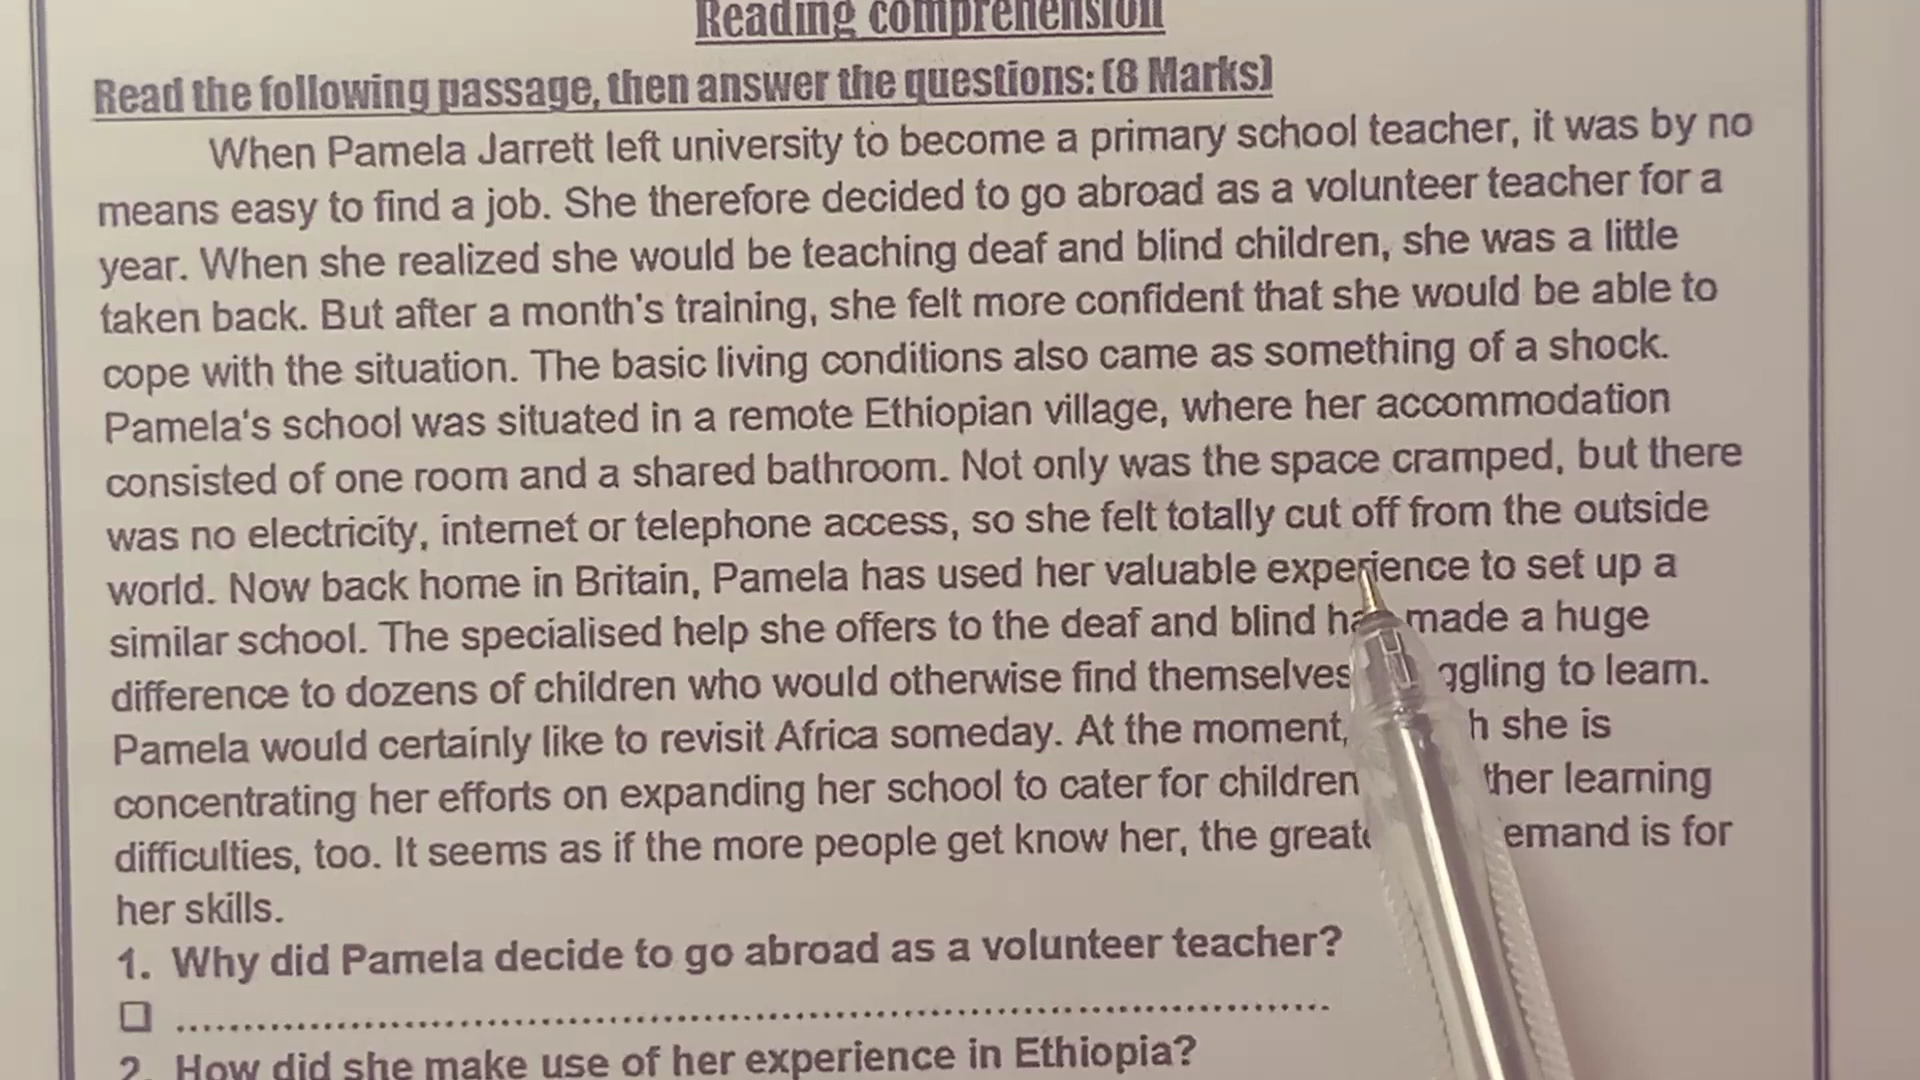 Reading comprehension
Read the following passage, then answer the questions: (8 Marks)
When Pamela Jarrett left university to become a primary school teacher, it was by no
means easy to find a job. She therefore decided to go abroad as a volunteer teacher for a
year. When she realized she would be teaching deaf and blind children, she was a little
taken back. But after a month's training, she felt more confident that she would be able to
cope with the situation. The basic living conditions also came as something of a shock.
Pamela's school was situated in a remote Ethiopian village, where her accommodation
consisted of one room and a shared bathroom. Not only was the space cramped, but there
was no electricity, internet or telephone access, so she felt totally cut off from the outside
world. Now back home in Britain, Pamela has used her valuable experience to set up a
similar school. The specialised help she offers to the deaf and blind made a huge
difference to dozens of children who would otherwise find themselves to learn.
Pamela would certainly like to revisit Africa someday. At the moment, she is
concentrating her efforts on expanding her school to cater for children learning
difficulties, too. It seems as if the more people get know her, the is for
her skills.
1. Why did Pamela decide to go abroad as a volunteer teacher?
2. How did she make use of her experience in Ethiopia?